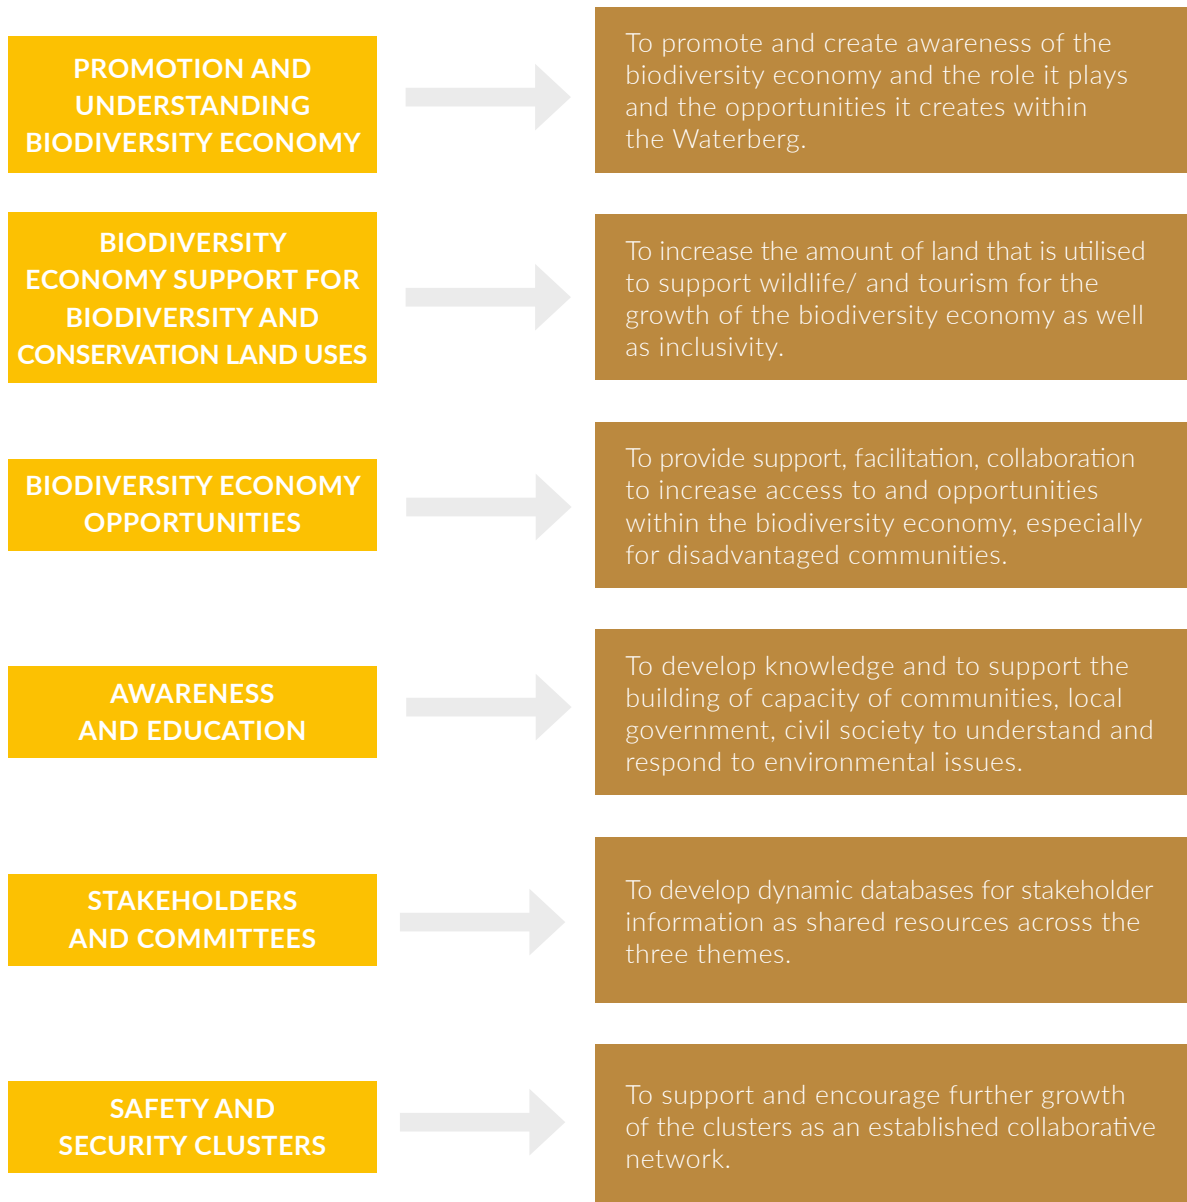 PROMOTION AND
UNDERSTANDING
BIODIVERSITY ECONOMY
To promote and create awareness of the
biodiversity economy and the role it plays
and the opportunities it creates within
the Waterberg.
BIODIVERSITY
ECONOMY SUPPORT FOR
BIODIVERSITY AND
CONSERVATION LAND USES
To increase the amount of land that is utilised
to support wildlife/ and tourism for the
growth of the biodiversity economy as well
as inclusivity.
BIODIVERSITY ECONOMY
OPPORTUNITIES
To provide support, facilitation, collaboration
to increase access to and opportunities
within the biodiversity economy, especially
for disadvantaged communities.
AWARENESS
AND EDUCATION
To develop knowledge and to support the
building of capacity of communities, local
government, civil society to understand and
respond to environmental issues.
STAKEHOLDERS
AND COMMITTEES
To develop dynamic databases for stakeholder
information as shared resources across the
three themes.
SAFETY AND
SECURITY CLUSTERS
To support and encourage further growth
of the clusters as an established collaborative
network.